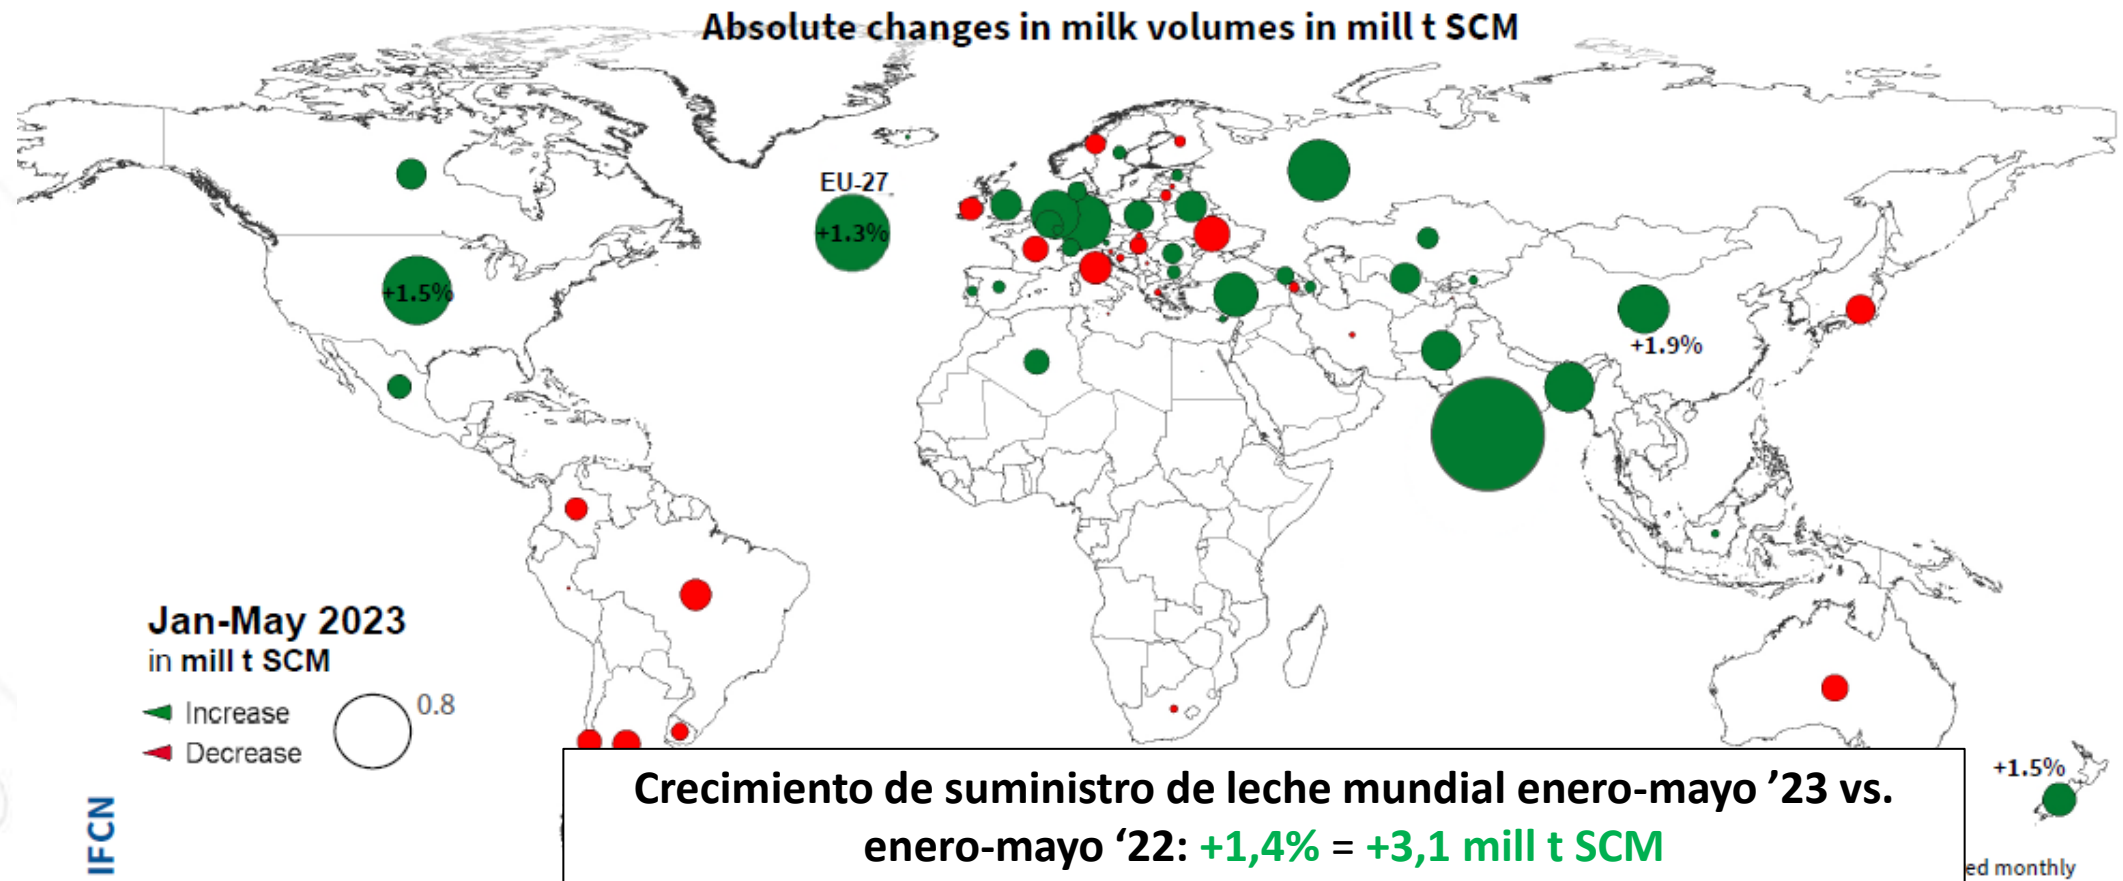 Absolute changes in milk volumes in mill t SCM
EU-27
+1.3%
+1.5%
+1.9%
Jan-May 2023
in mill t SCM
Increase
Decrease
0.8
+1.5%
IFCN
Crecimiento de suministro de leche mundial enero-mayo ’23 vs.
enero-mayo ‘22: +1,4% = +3,1 mill t SCM
monthly